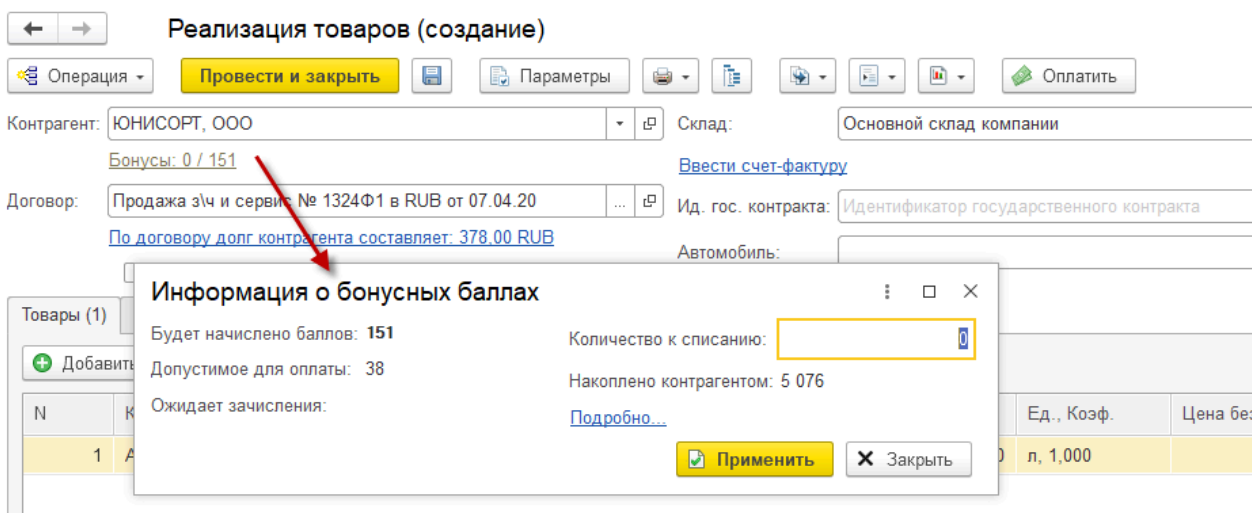 Реализация товаров (создание)
Операция
Провести и закрыть
Параметры
Оплатить
Контрагент: ЮНИСОРТ, ООО
Склад: Основной склад компании
Бонусы: 0 / 151
Ввести счет-фактуру
Договор: Продажа з\ч и сервис № 1324Ф1 в RUB от 07.04.20 ...
Ид. гос. контракта: Идентификатор государственного контракта
По договору долг контрагента составляет: 378,00 RUB
Автомобиль:
Информация о бонусных баллах
Товары (1)
Будет начислено баллов: 151
Количество к списанию: 0
Добавить
Допустимое для оплаты: 38
Накоплено контрагентом: 5 076
Ожидает зачисления:
Подробно...
N
Ед., Коэф.
Цена без
Применить
Закрыть
1
л, 1,000